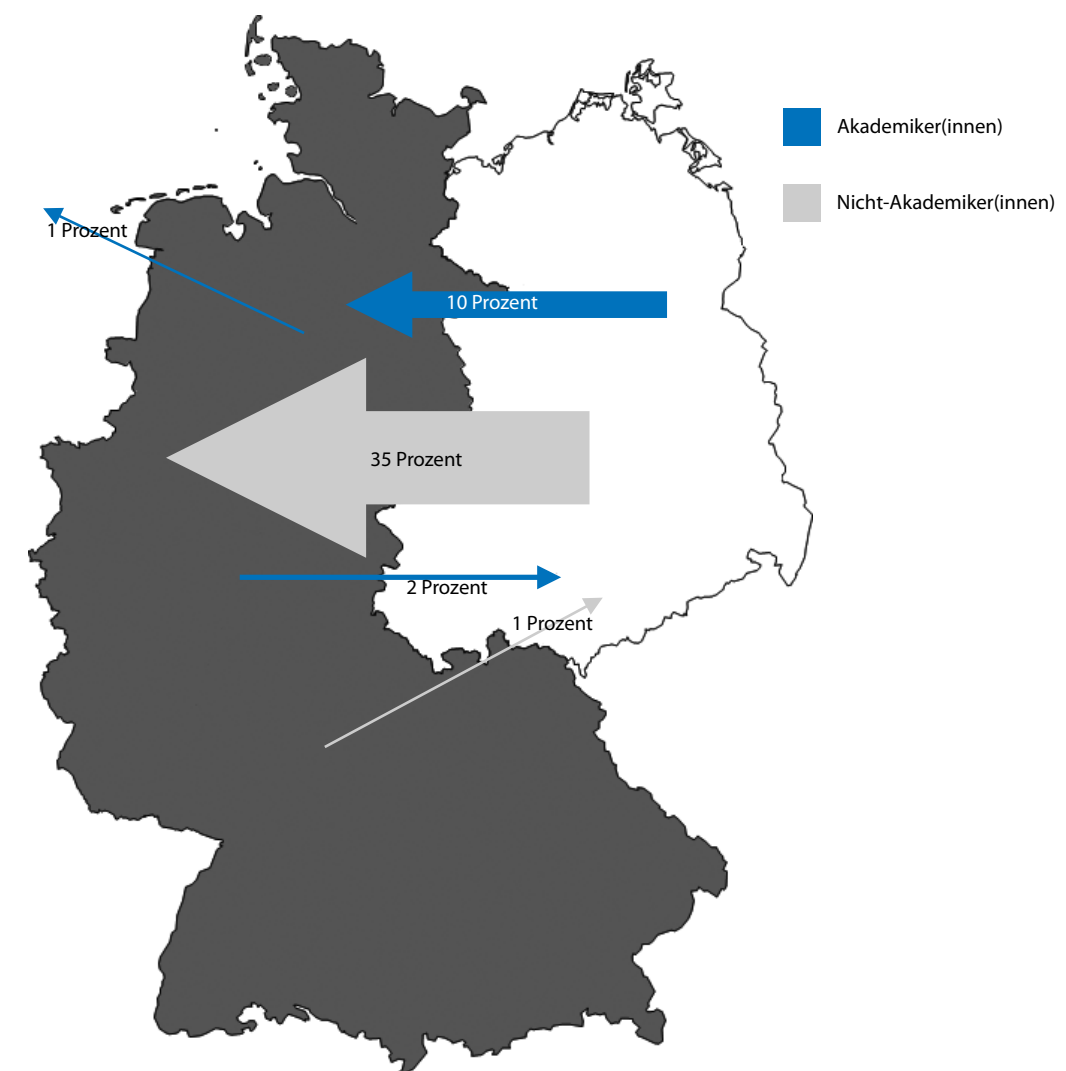 Akademiker(innen)
Nicht-Akademiker(innen)
1 Prozent
10 Prozent
35 Prozent
2 Prozent
1 Prozent